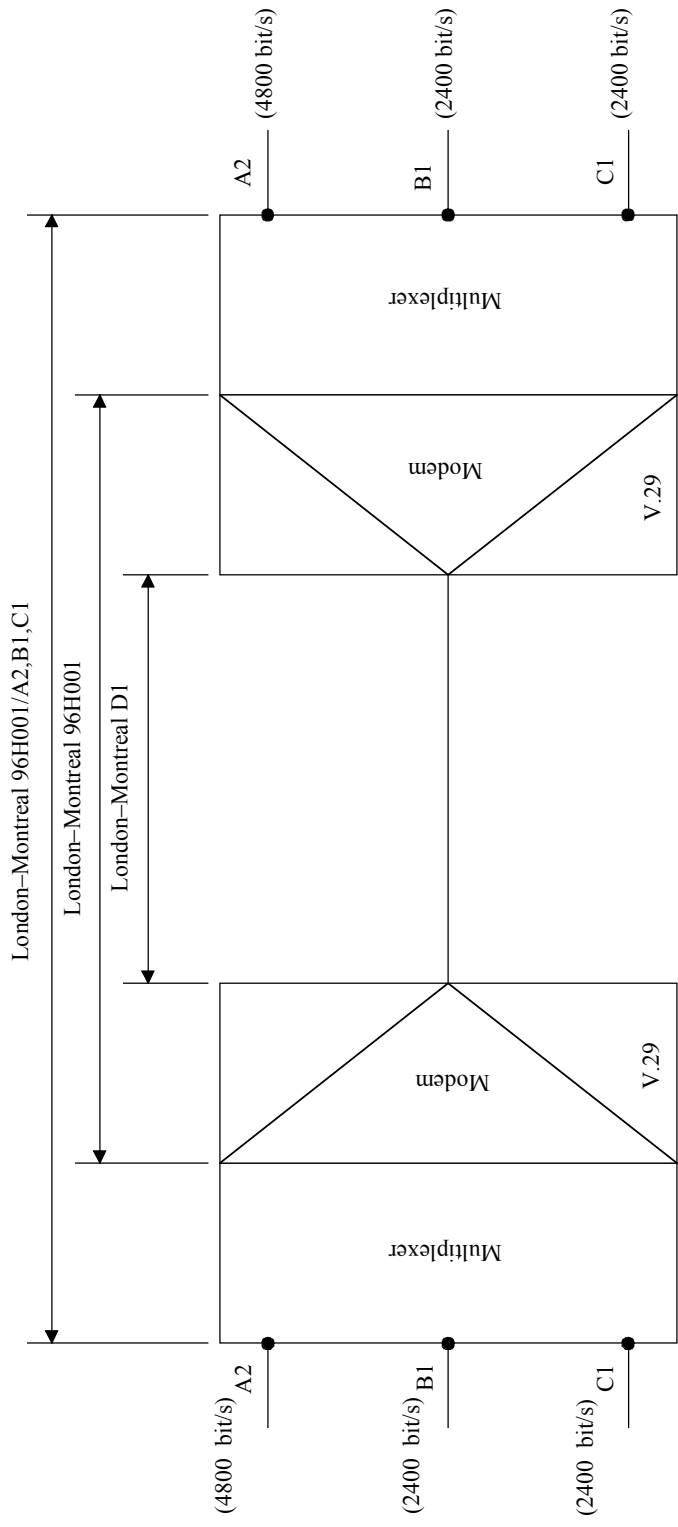 London–Montreal 96H001/A2,B1,C1
London–Montreal 96H001
London–Montreal D1
(4800 bit/s)
A2
(2400 bit/s)
B1
(2400 bit/s)
C1
Multiplexer
Modem
V.29
Modem
V.29
Multiplexer
A2
(4800 bit/s)
B1
(2400 bit/s)
C1
(2400 bit/s)